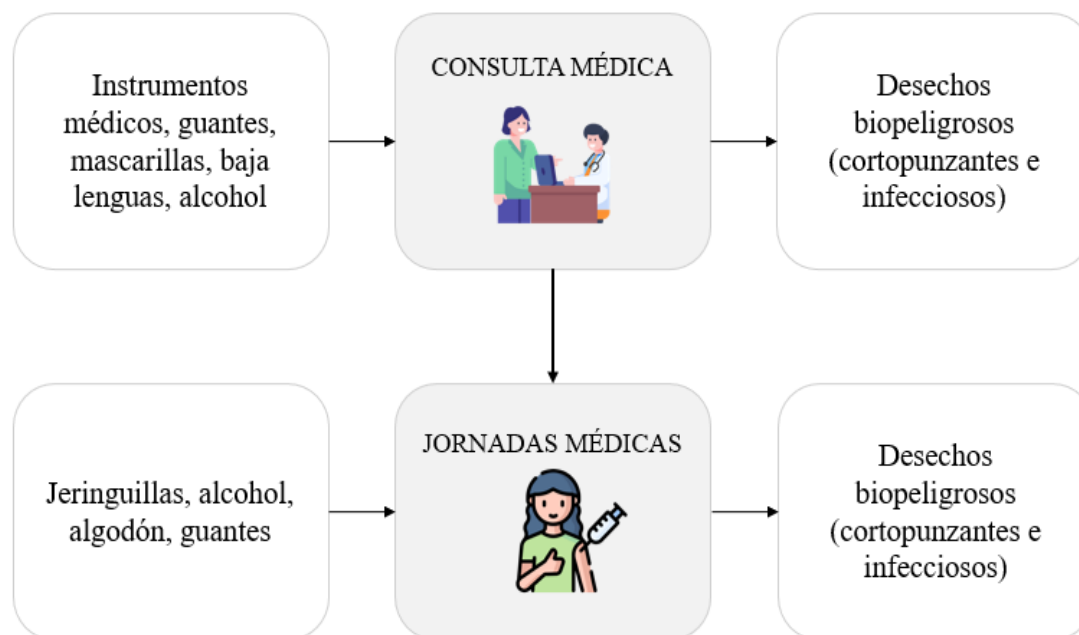 Instrumentos
médicos, guantes,
mascarillas, baja
lenguas, alcohol
CONSULTA MÉDICA
Desechos
biopeligrosos
(cortopunzantes e
infecciosos)
Jeringuillas, alcohol,
algodón, guantes
JORNADAS MÉDICAS
Desechos
biopeligrosos
(cortopunzantes e
infecciosos)